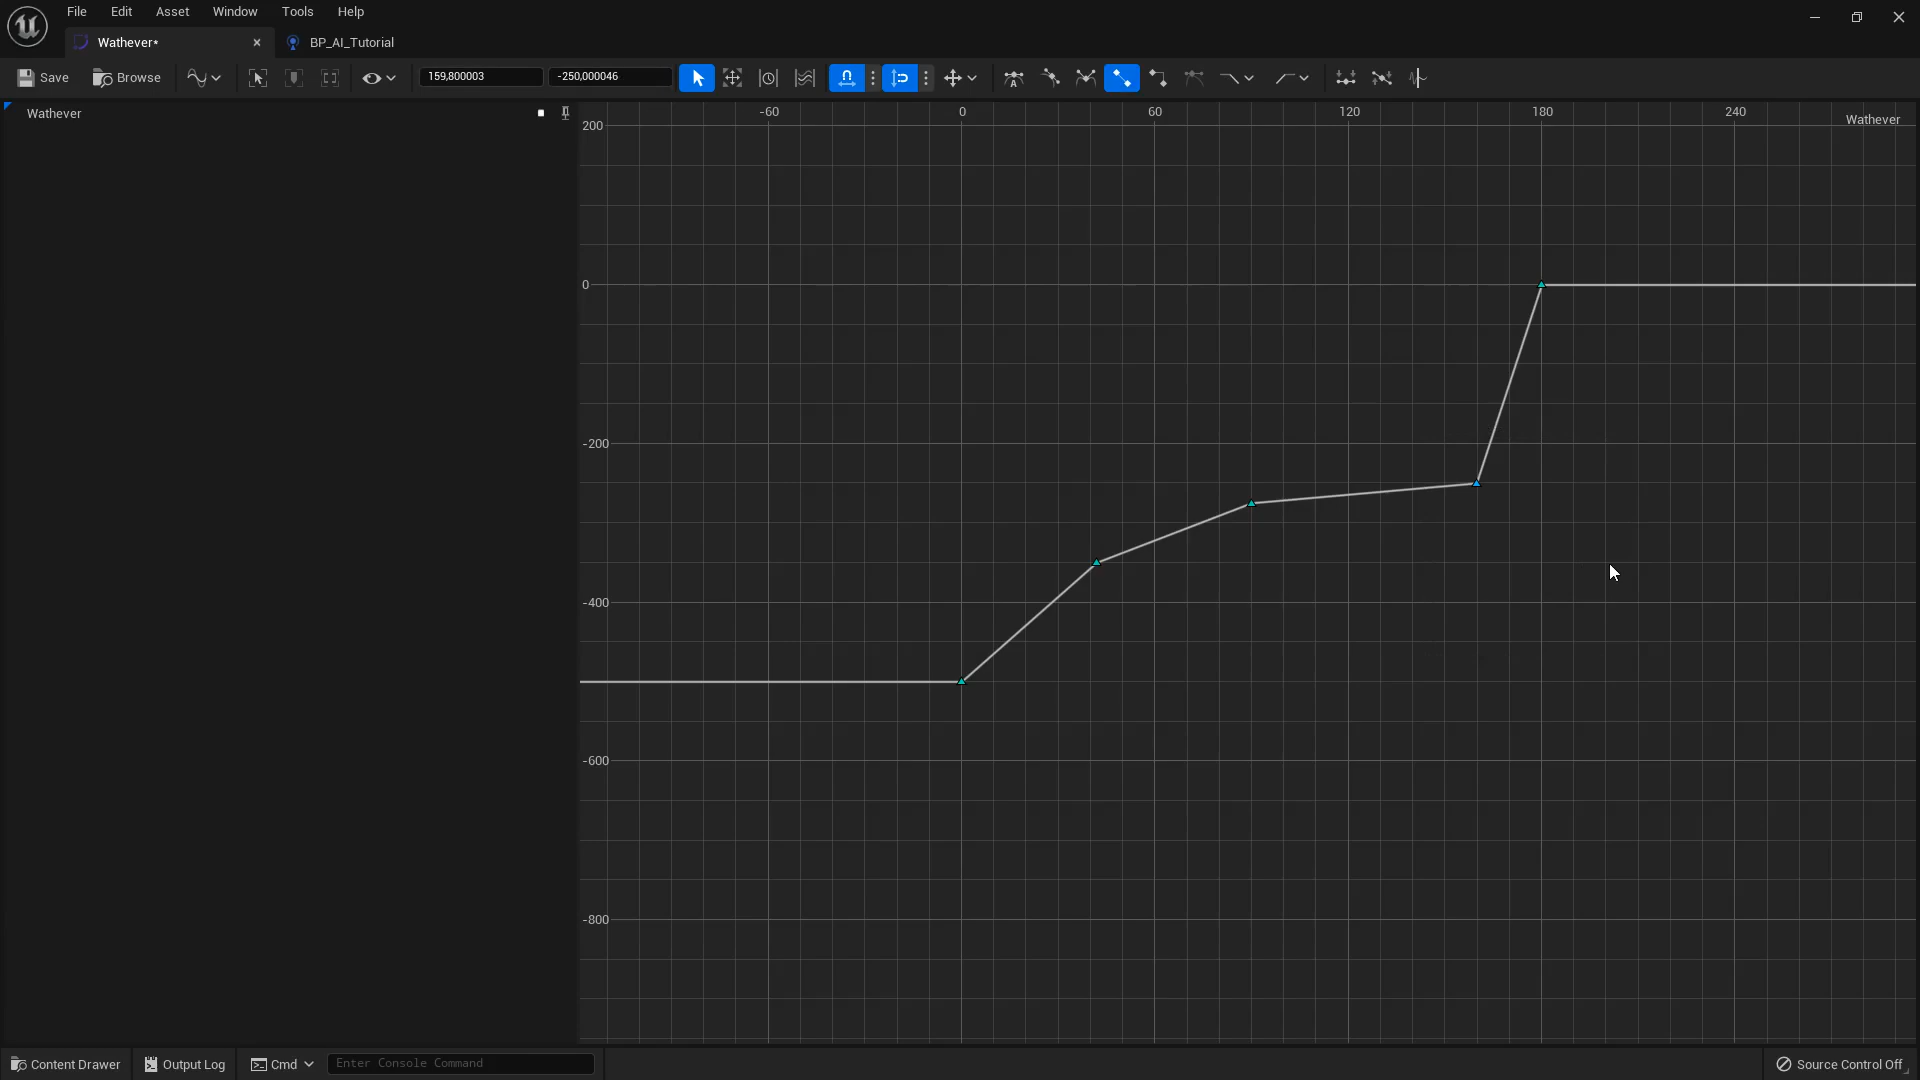 File Edit Asset Window Tools Help
Wathever* BP_AI_Tutorial
Save Browse 159,800003 -250,000046
Wathever
-60 0 60 120 180 240
Wathever
200
0
-200
-400
-600
-800
Content Drawer Output Log Cmd Enter Console Command Source Control Off